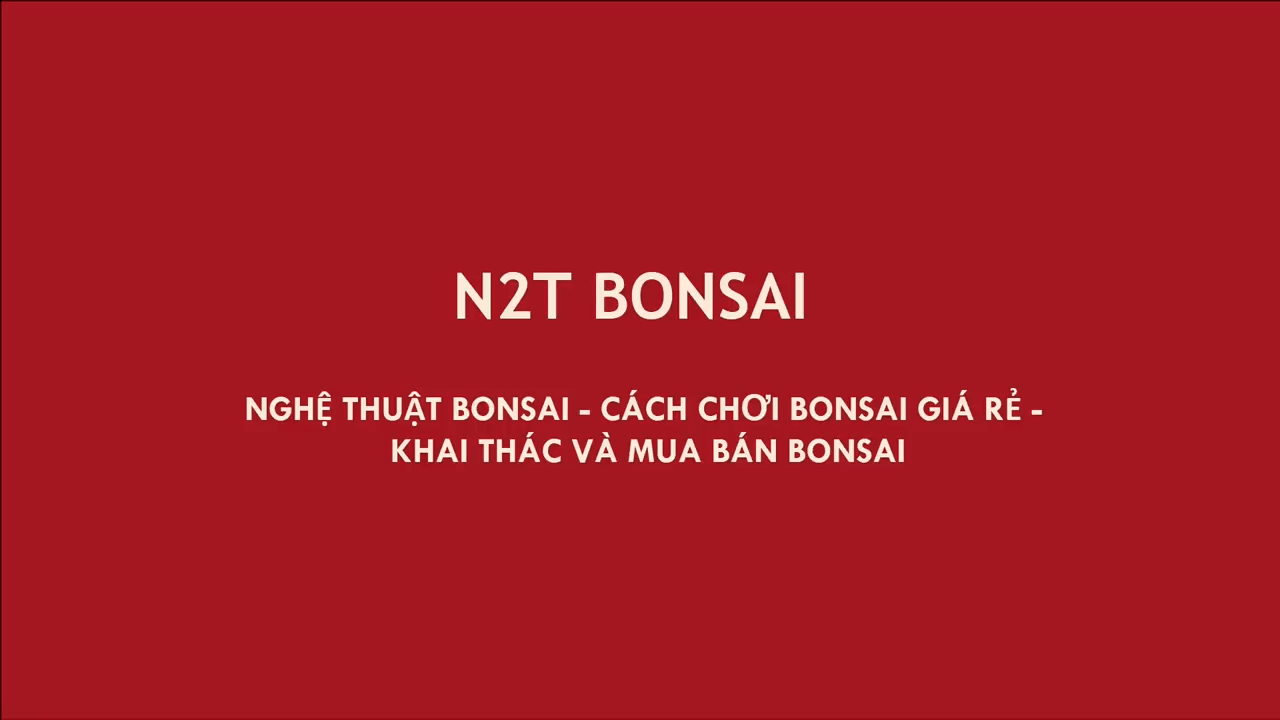 N2T BONSAI
NGHỆ THUẬT BONSAI - CÁCH CHƠI BONSAI GIÁ RẺ -
KHAI THÁC VÀ MUA BÁN BONSAI